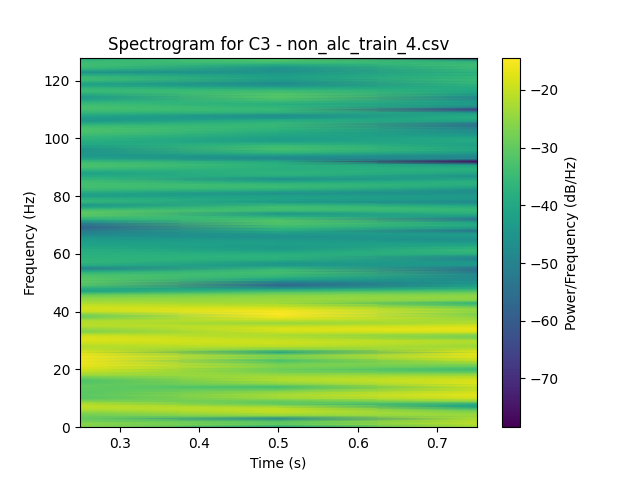 Spectrogram for C3 - non_alc_train_4.csv
120
100
80
60
40
20
0
Frequency (Hz)
0.3 0.4 0.5 0.6 0.7
Time (s)
−20
−30
−40
−50
−60
−70
Power/Frequency (dB/Hz)